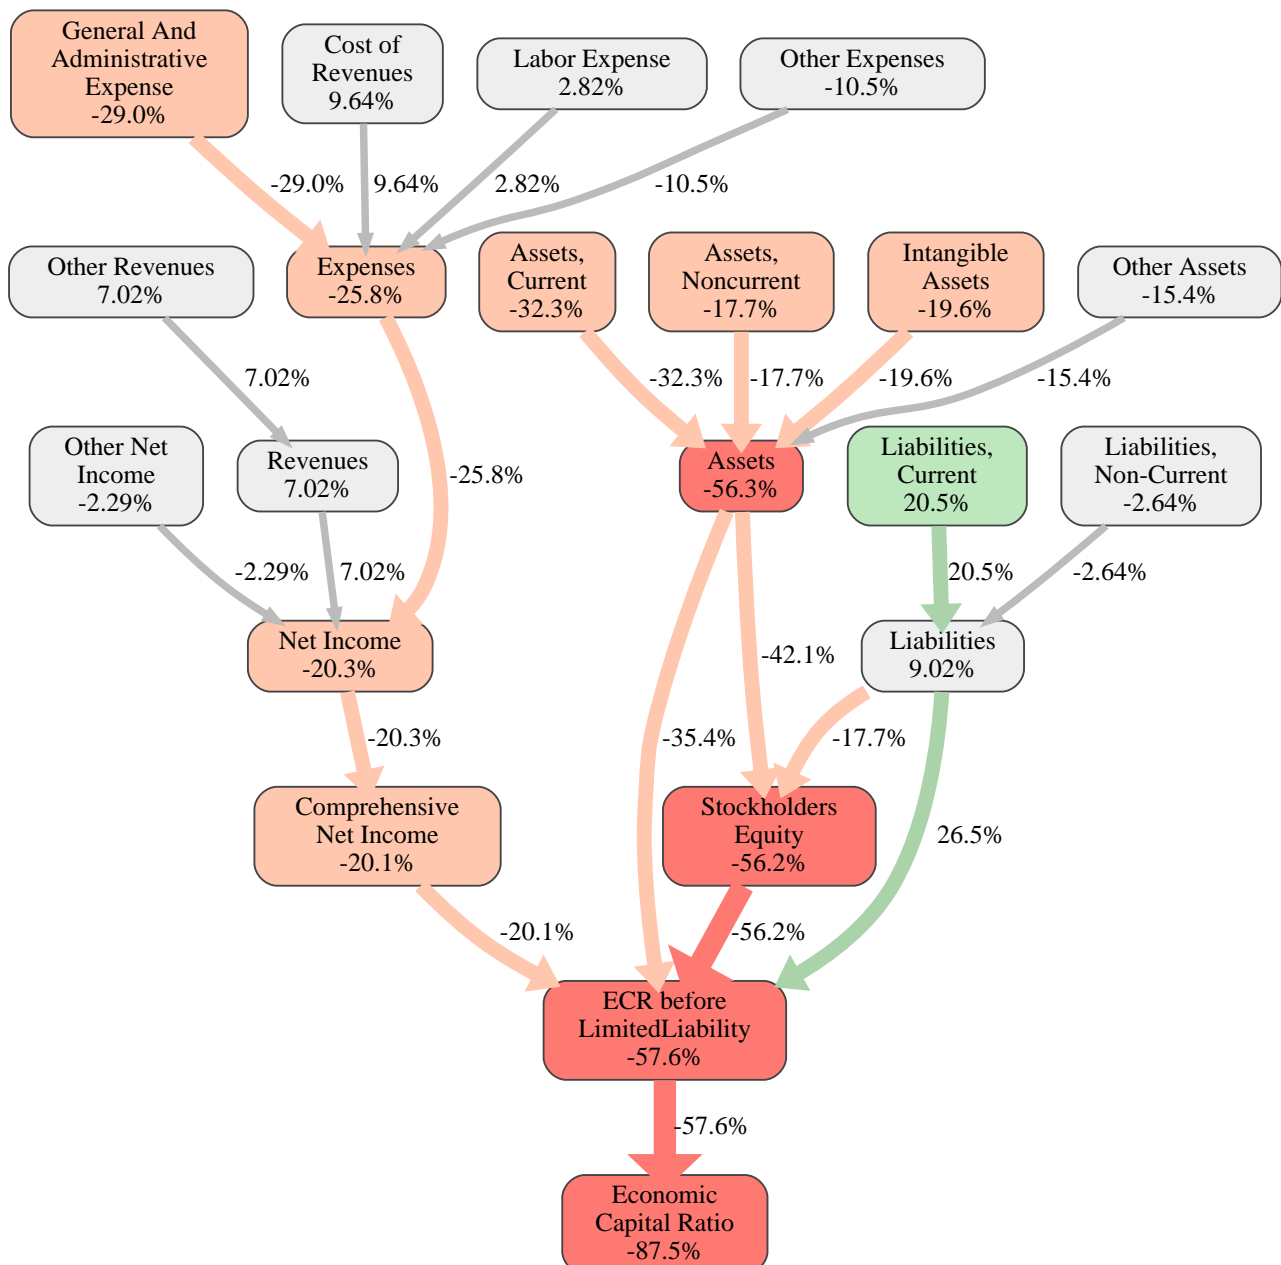 General And
Administrative
Expense
-29.0%
Cost of
Revenues
9.64%
Labor Expense
2.82%
Other Expenses
-10.5%
-29.0%
9.64%
2.82%
-10.5%
Other Revenues
7.02%
Expenses
-25.8%
Assets,
Current
-32.3%
Assets,
Noncurrent
-17.7%
Intangible
Assets
-19.6%
Other Assets
-15.4%
7.02%
-32.3%
-17.7%
-19.6%
-15.4%
Other Net
Income
-2.29%
Revenues
7.02%
-25.8%
Assets
-56.3%
Liabilities,
Current
20.5%
Liabilities,
Non-Current
-2.64%
-2.29%
7.02%
20.5%
-2.64%
Net Income
-20.3%
-42.1%
Liabilities
9.02%
-20.3%
-35.4%
-17.7%
Comprehensive
Net Income
-20.1%
Stockholders
Equity
-56.2%
26.5%
-20.1%
-56.2%
ECR before
LimitedLiability
-57.6%
-57.6%
Economic
Capital Ratio
-87.5%